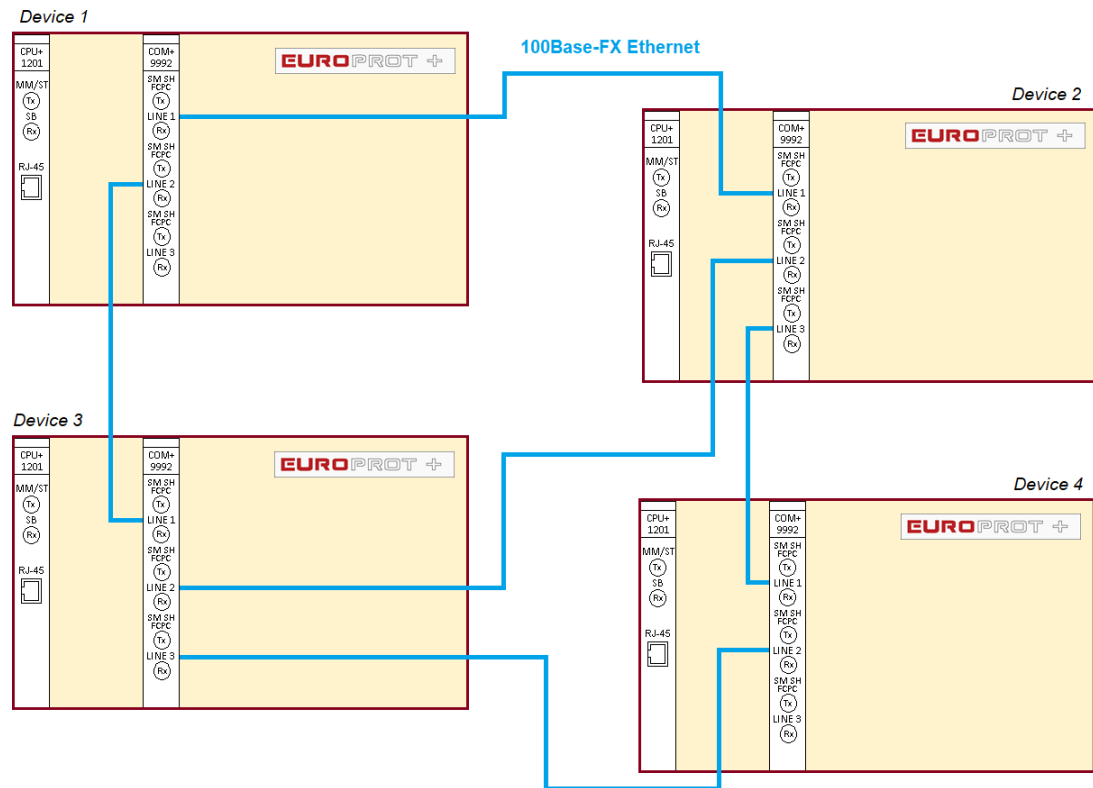 Device 1
CPU+
1201
MM/ST
Tx
SB
Rx
RJ-45
COM+
9992
SM SH
FCPC
Tx
LINE 1
Rx
SM SH
FCPC
Tx
LINE 2
Rx
SM SH
FCPC
Tx
LINE 3
Rx
EUROPROT +
100Base-FX Ethernet
Device 2
CPU+
1201
MM/ST
Tx
SB
Rx
RJ-45
COM+
9992
SM SH
FCPC
Tx
LINE 1
Rx
SM SH
FCPC
Tx
LINE 2
Rx
SM SH
FCPC
Tx
LINE 3
Rx
EUROPROT +
Device 3
CPU+
1201
MM/ST
Tx
SB
Rx
RJ-45
COM+
9992
SM SH
FCPC
Tx
LINE 1
Rx
SM SH
FCPC
Tx
LINE 2
Rx
SM SH
FCPC
Tx
LINE 3
Rx
EUROPROT +
Device 4
CPU+
1201
MM/ST
Tx
SB
Rx
RJ-45
COM+
9992
SM SH
FCPC
Tx
LINE 1
Rx
SM SH
FCPC
Tx
LINE 2
Rx
SM SH
FCPC
Tx
LINE 3
Rx
EUROPROT +